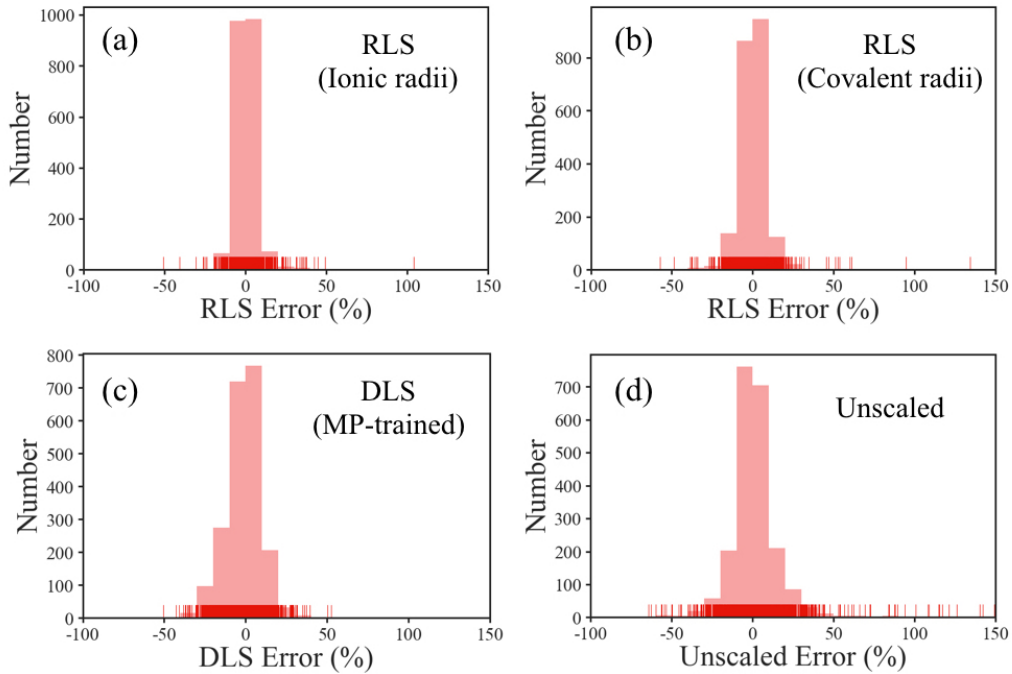 (a)
RLS
(Ionic radii)
Number
1000
800
600
400
200
0
-100
-50
0
50
100
150
RLS Error (%)
(b)
RLS
(Covalent radii)
Number
800
600
400
200
0
-100
-50
0
50
100
150
RLS Error (%)
(c)
DLS
(MP-trained)
Number
800
700
600
500
400
300
200
100
0
-100
-50
0
50
100
150
DLS Error (%)
(d)
Unscaled
Number
700
600
500
400
300
200
100
0
-100
-50
0
50
100
150
Unscaled Error (%)